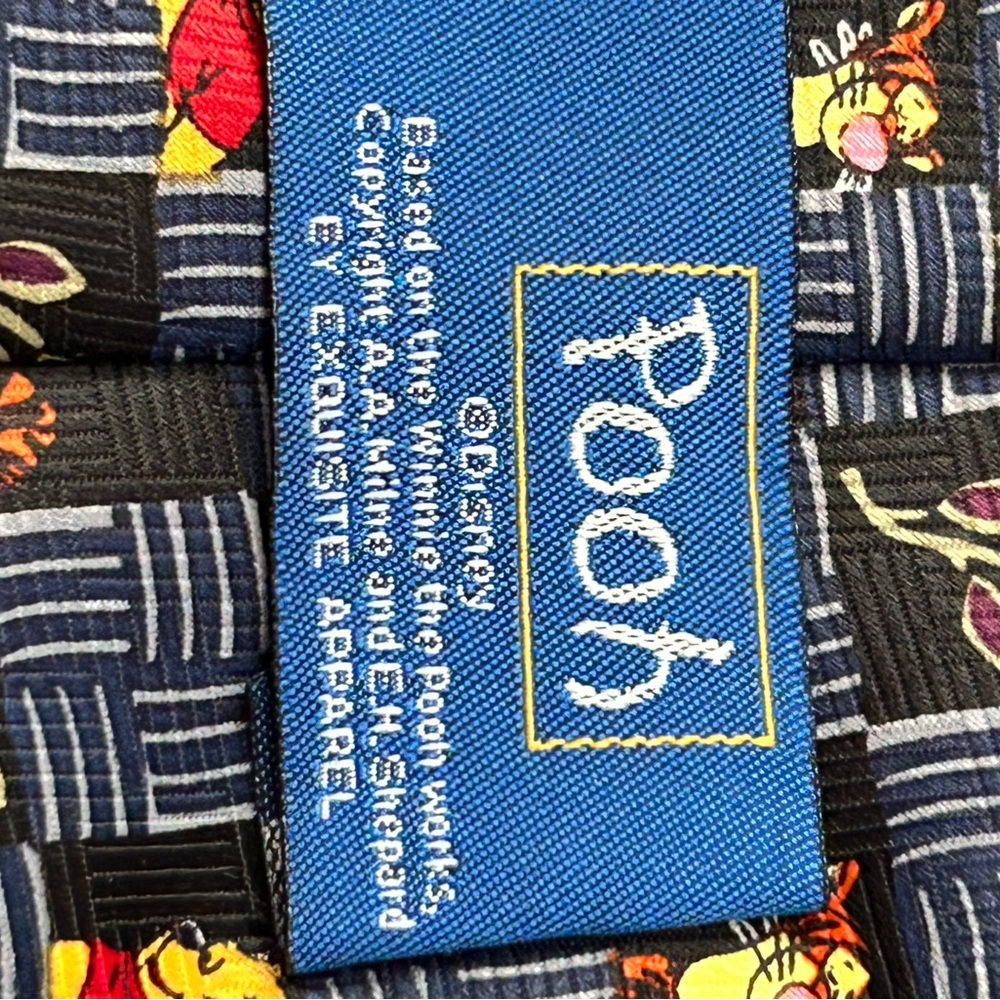 Pooh
©Disney
Based on the Winnie the Pooh works,
Copyright A.A.Milne and E.H.Shepard
BY EXQUISITE APPAREL